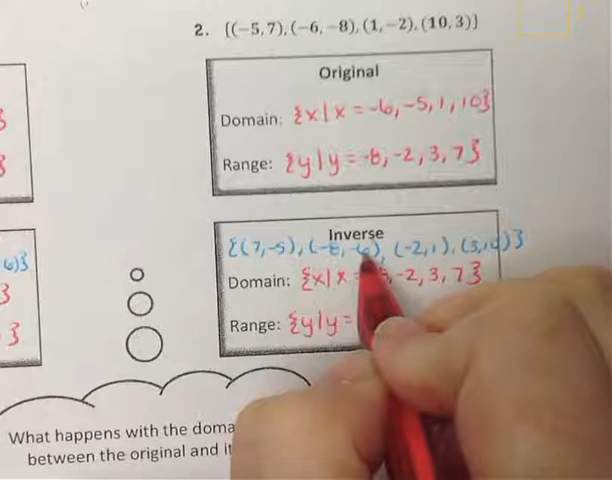 2. {(−5, 7), (−6, −8), (1, −2), (10, 3)}
Original
Domain: {x|x = -6, -5, 1, 10}
Range: {y|y = -8, -2, 3, 7}
Inverse
{(7,-5), (-8,-6), (-2,1), (3,10)}
Domain: {x|x , -2, 3, 7}
Range: {y|y =
6)}
}
}
}
}
What happens with the
between the original and